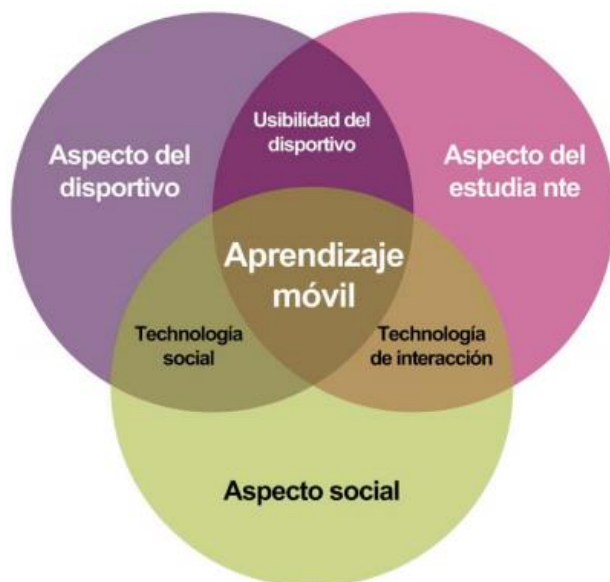 Usibilidad del
disportivo
Aspecto del
disportivo
Aspecto del
estudia nte
Aprendizaje
móvil
Technología
social
Technología
de interacción
Aspecto social